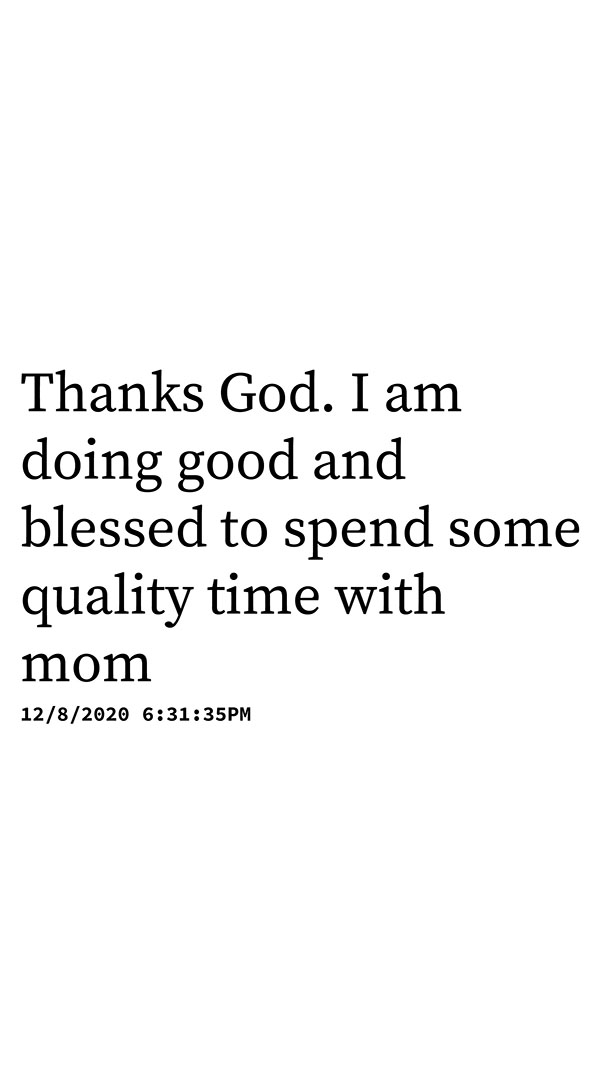 Thanks God. I am
doing good and
blessed to spend some
quality time with
mom
12/8/2020 6:31:35PM